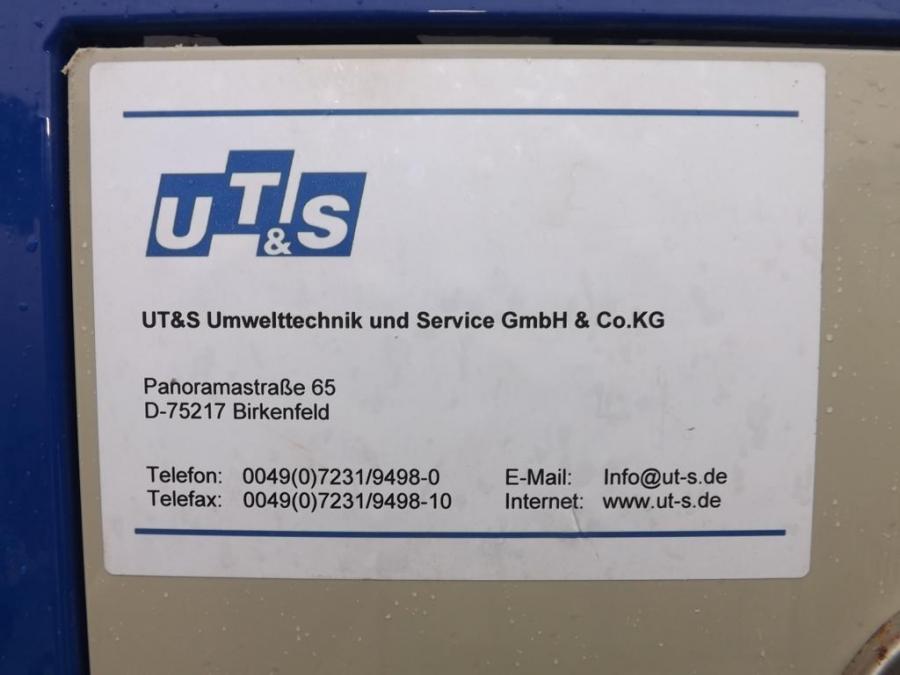 UT&S
UT&S Umwelttechnik und Service GmbH & Co.KG
Panoramastraße 65
D-75217 Birkenfeld
Telefon: 0049(0)7231/9498-0 E-Mail: Info@ut-s.de
Telefax: 0049(0)7231/9498-10 Internet: www.ut-s.de